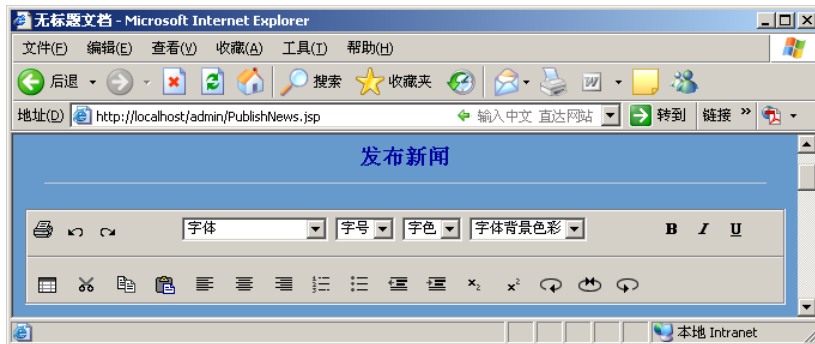 无标题文档 - Microsoft Internet Explorer
文件(F) 编辑(E) 查看(V) 收藏(A) 工具(T) 帮助(H)
后退 搜索 收藏夹
地址(D) http://localhost/admin/PublishNews.jsp 输入中文 直达网站 转到 链接 »
发布新闻
字体 字号 字色 字体背景色彩 B I U
x₂ x²
本地 Intranet